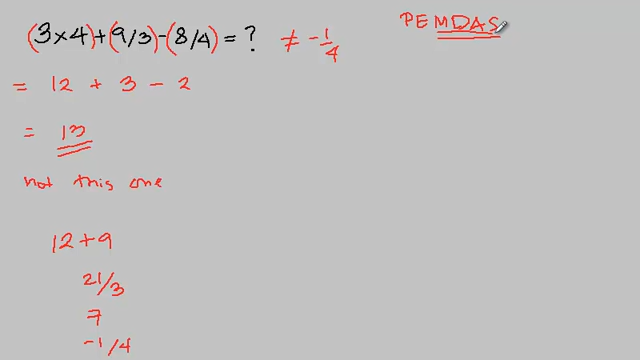 (3×4)+(9/3)-(8/4)=? ≠ -1/4
PEMDAS
= 12 + 3 - 2
= 13
not this one
12+9
21/3
7
-1/4